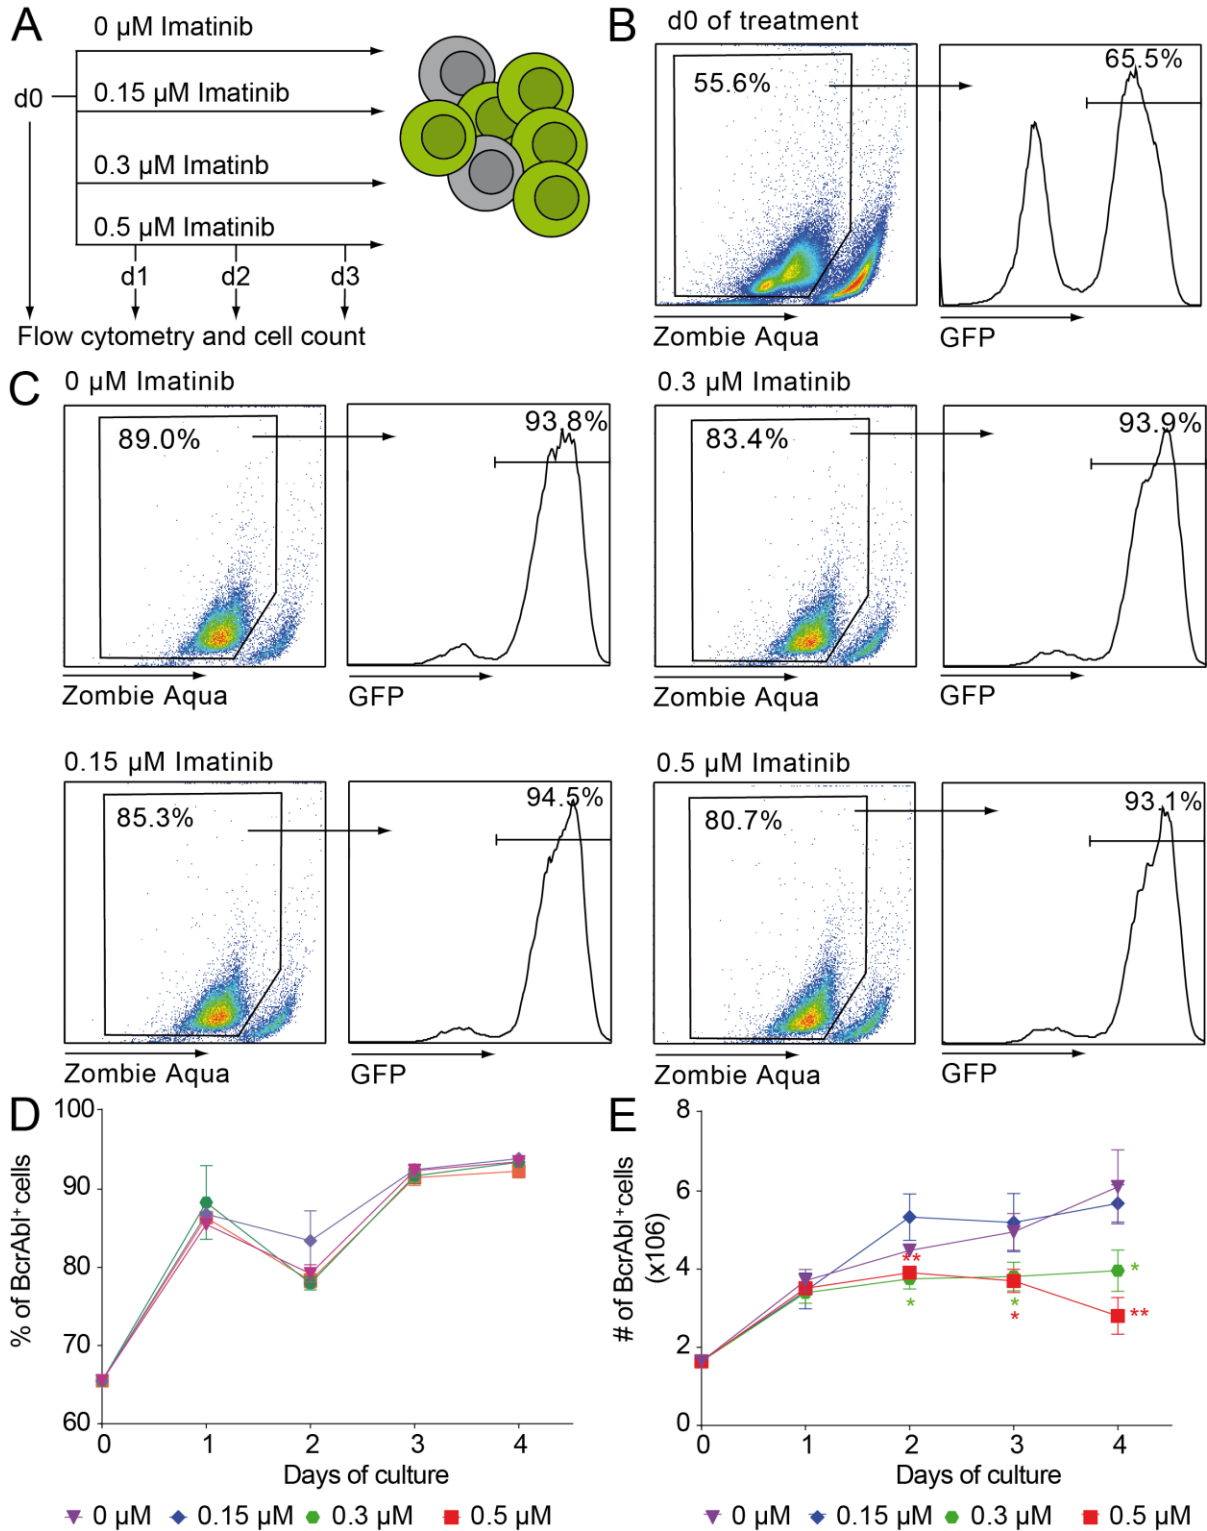 A
0 µM Imatinib
d0
0.15 µM Imatinib
0.3 µM Imatinb
0.5 µM Imatinib
d1 d2 d3
Flow cytometry and cell count
B
d0 of treatment
55.6%
65.5%
Zombie Aqua
GFP
C
0 µM Imatinib
89.0%
93.8%
Zombie Aqua
GFP
0.3 µM Imatinib
83.4%
93.9%
Zombie Aqua
GFP
0.15 µM Imatinib
85.3%
94.5%
Zombie Aqua
GFP
0.5 µM Imatinib
80.7%
93.1%
Zombie Aqua
GFP
D
% of BcrAbl+ cells
100
90
80
70
60
0 1 2 3 4
Days of culture
0 µM 0.15 µM 0.3 µM 0.5 µM
E
# of BcrAbl+ cells
(x106)
8
6
4
2
0
**
*
*
*
*
**
0 1 2 3 4
Days of culture
0 µM 0.15 µM 0.3 µM 0.5 µM